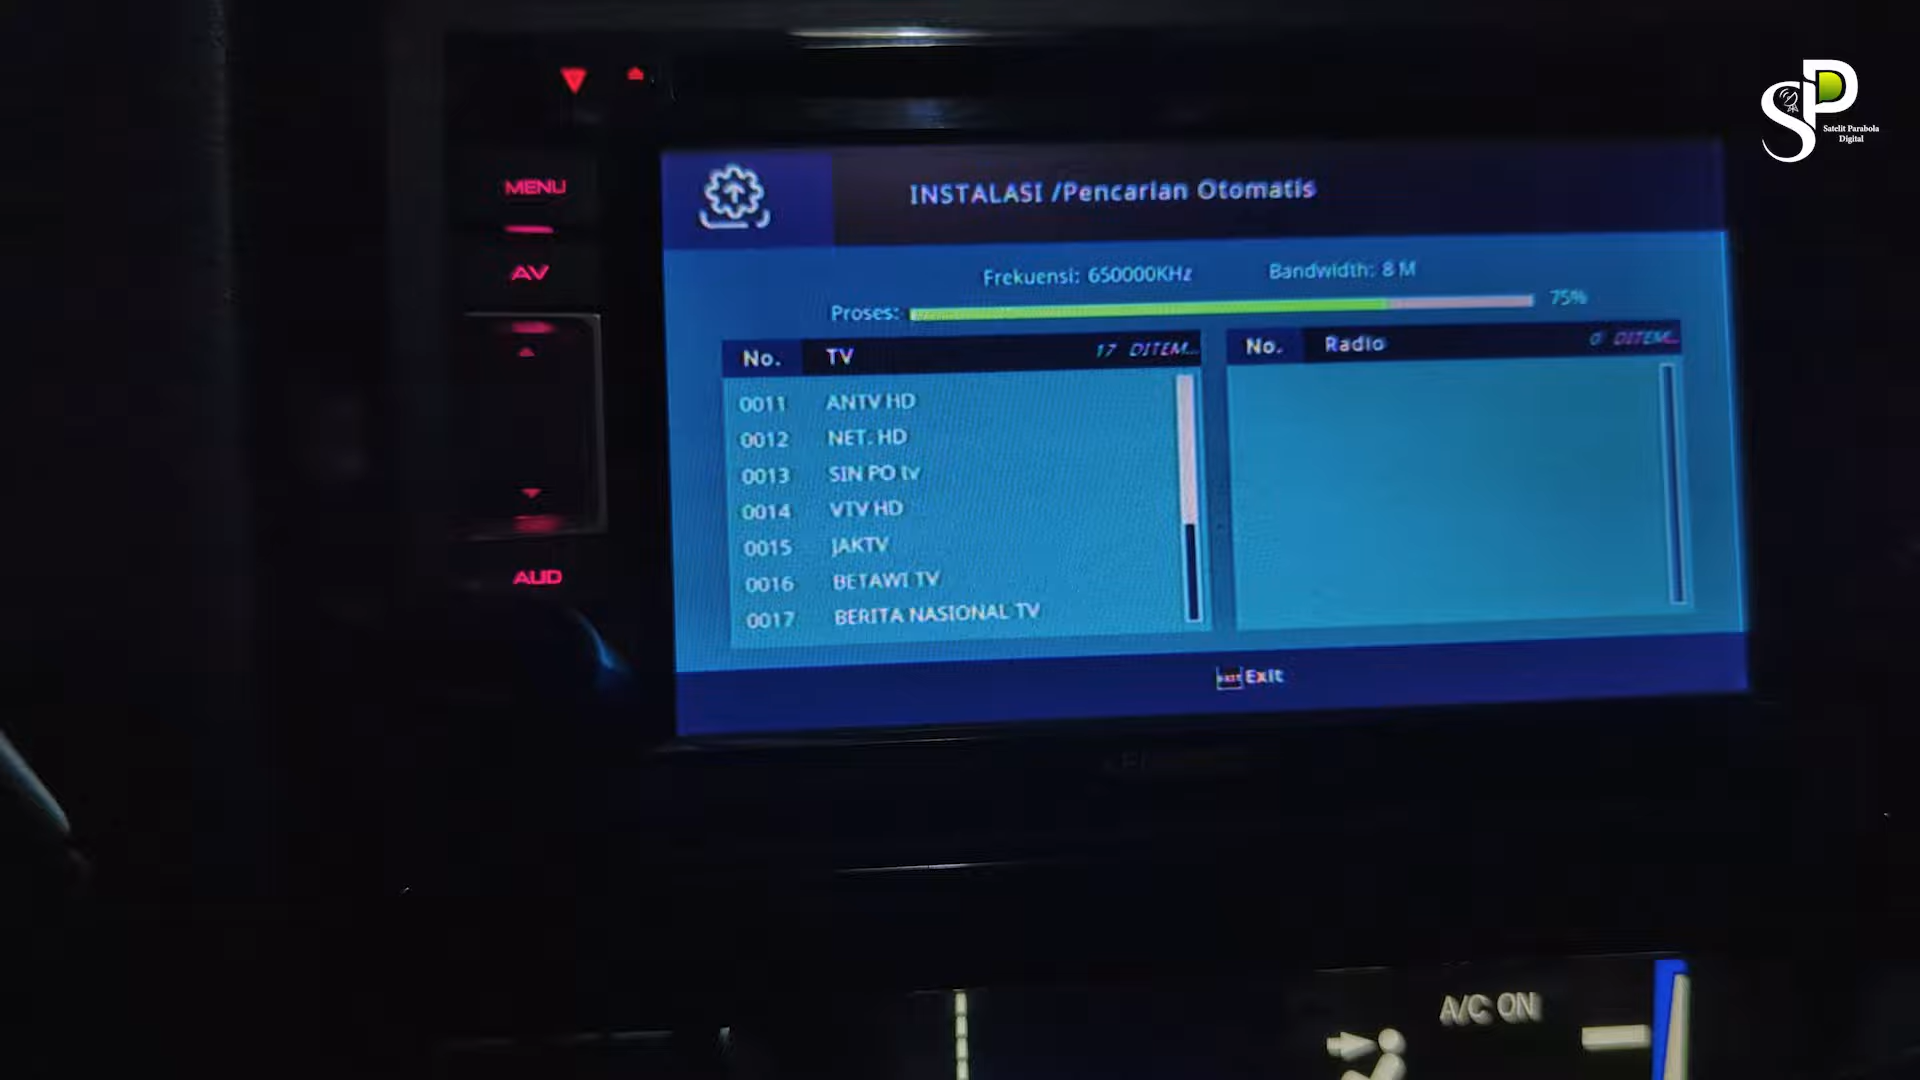 SPD
Satelit Parabola
Digital
MENU
AV
AUD
INSTALASI /Pencarian Otomatis
Frekuensi: 650000KHz Bandwidth: 8 M
Proses: 75%
No. TV 17 DITEM...
0011 ANTV HD
0012 NET. HD
0013 SIN PO tv
0014 VTV HD
0015 JAKTV
0016 BETAWI TV
0017 BERITA NASIONAL TV
No. Radio 0 DITEM...
EXIT Exit
A/C ON